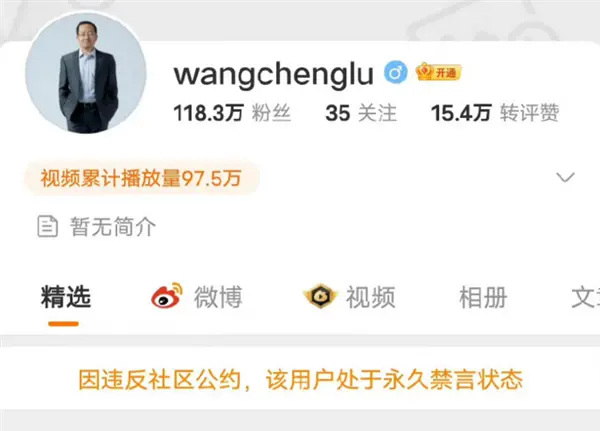 wangchenglu 开通
118.3万 粉丝 35 关注 15.4万 转评赞
视频累计播放量97.5万
暂无简介
精选 微博 视频 相册 文
因违反社区公约，该用户处于永久禁言状态